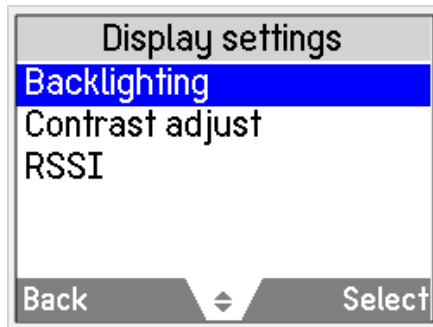 Display settings
Backlighting
Contrast adjust
RSSI
Back Select